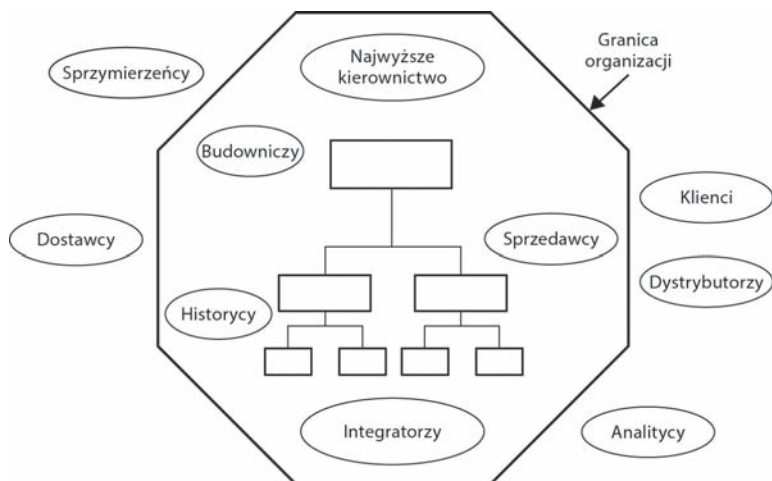 Najwyższe
kierownictwo
Granica
organizacji
Sprzymierzeńcy
Budowniczy
Klienci
Dostawcy
Sprzedawcy
Dystrybutorzy
Historycy
Integratorzy
Analitycy